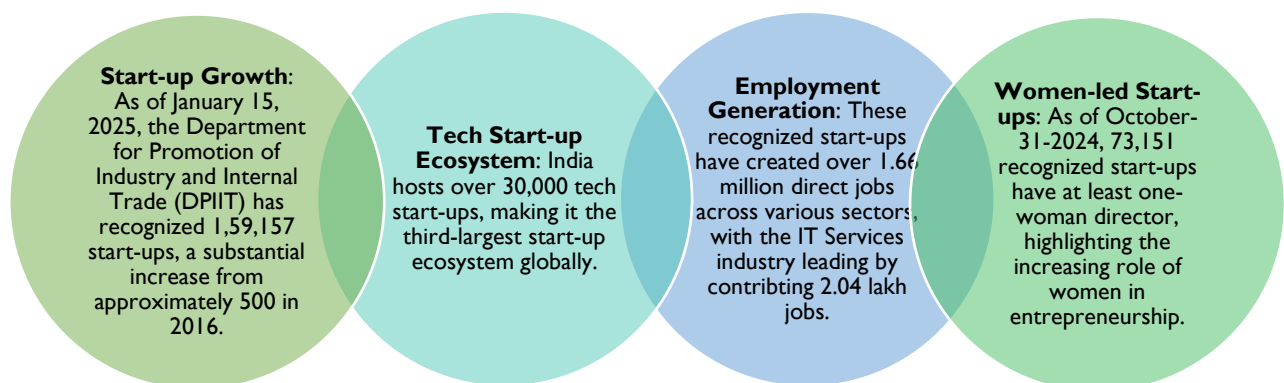 Start-up Growth:
As of January 15,
2025, the Department
for Promotion of
Industry and Internal
Trade (DPIIT) has
recognized 1,59,157
start-ups, a substantial
increase from
approximately 500 in
2016.
Tech Start-up
Ecosystem: India
hosts over 30,000 tech
start-ups, making it the
third-largest start-up
ecosystem globally.
Employment
Generation: These
recognized start-ups
have created over 1.66
million direct jobs
across various sectors,
with the IT Services
industry leading by
contribting 2.04 lakh
jobs.
Women-led Start-
ups: As of October-
31-2024, 73,151
recognized start-ups
have at least one-
woman director,
highlighting the
increasing role of
women in
entrepreneurship.